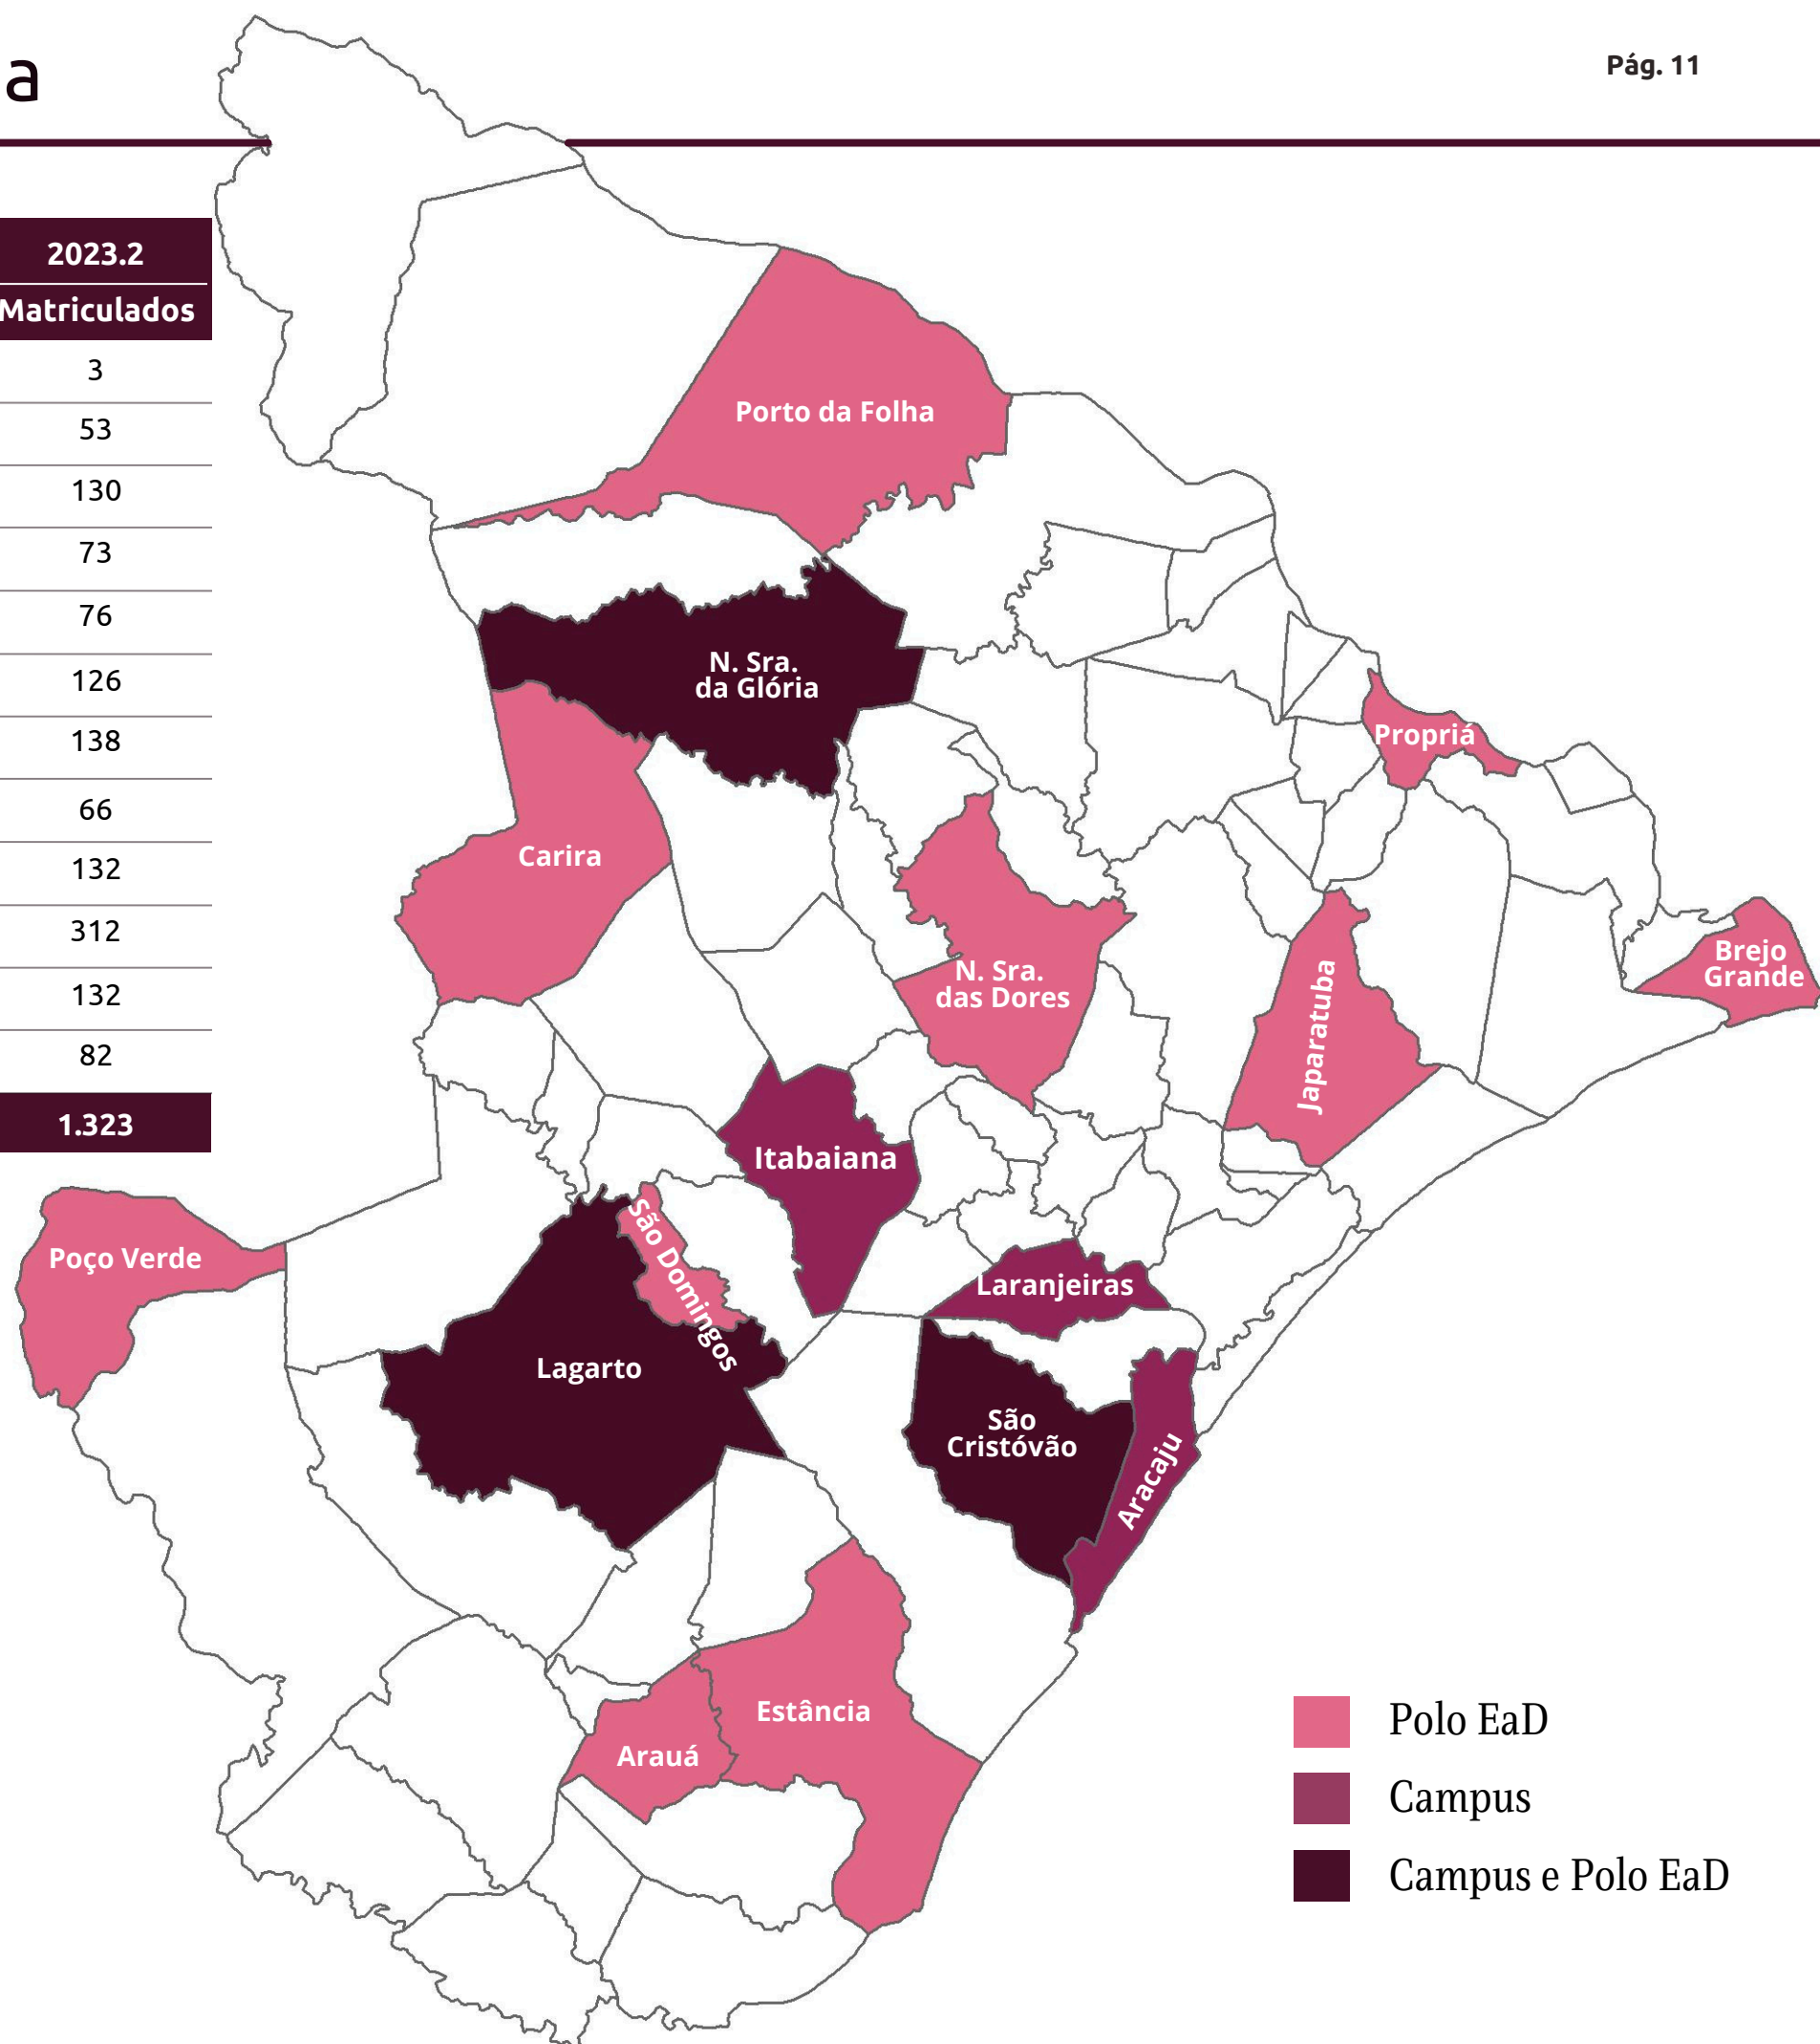 a
Pág. 11
2023.2
Matriculados
3
53
130
73
76
126
138
66
132
312
132
82
1.323
Porto da Folha
N. Sra.
da Glória
Propriá
Carira
Brejo
Grande
N. Sra.
das Dores
Japaratuba
Itabaiana
São Domingos
Poço Verde
Laranjeiras
Lagarto
São
Cristóvão
Aracaju
Estância
Arauá
Polo EaD
Campus
Campus e Polo EaD